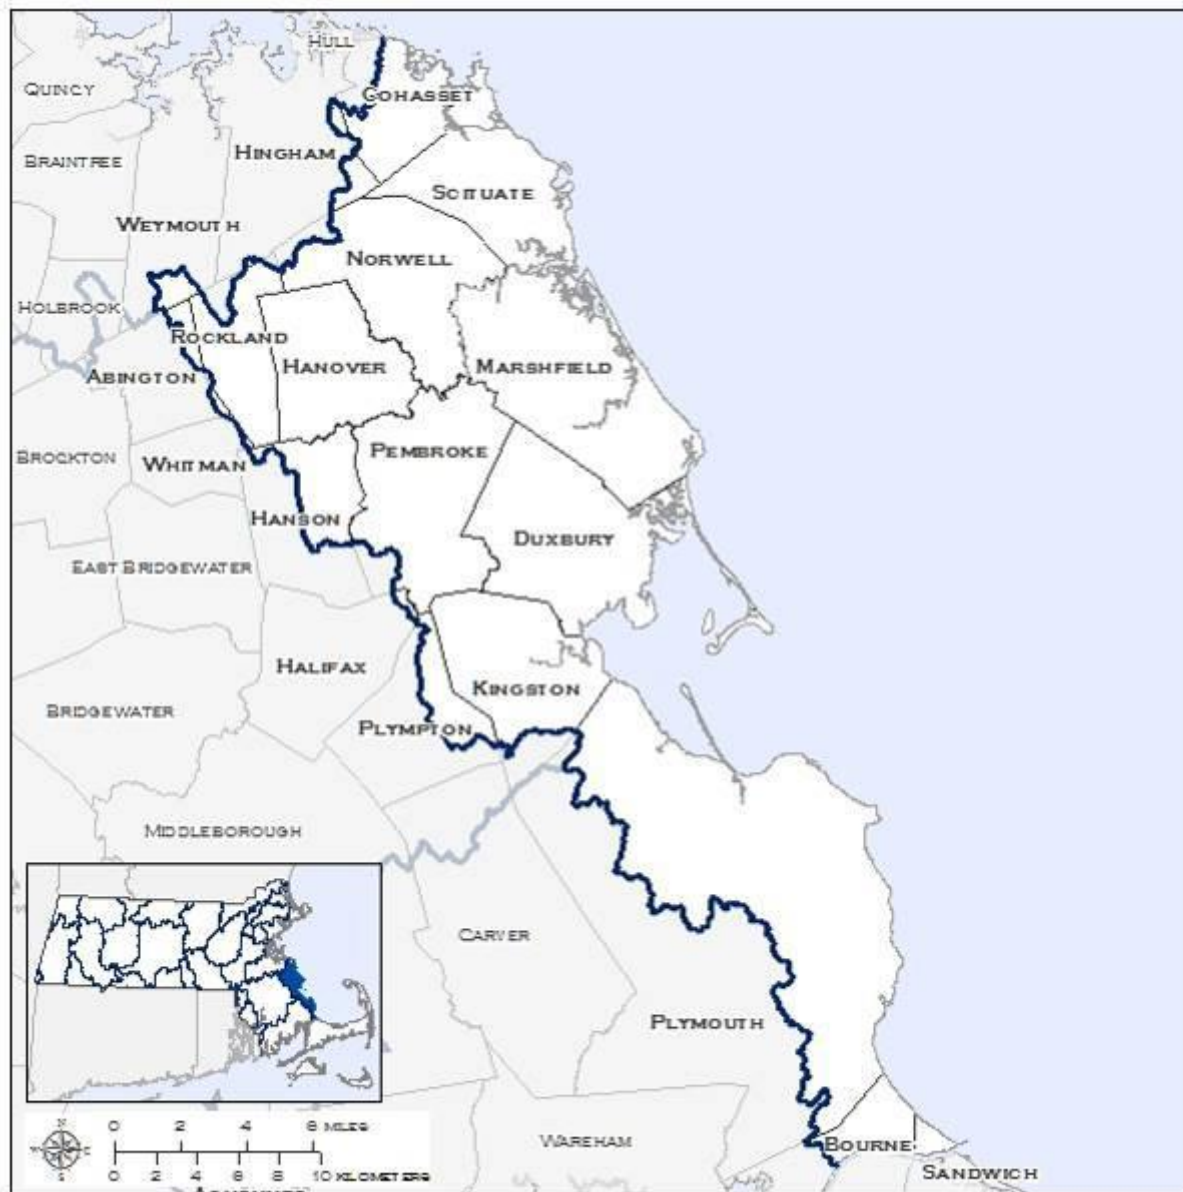 HULL
QUINCY
COHASSET
HINGHAM
BRAINTREE
SCITUATE
WEYMOUTH
NORWELL
HOLBROOK
ROCKLAND
HANOVER
MARSHFIELD
ABINGTON
PEMBROKE
BROCKTON
WHITMAN
HANSON
DUXBURY
EAST BRIDGEWATER
HALIFAX
KINGSTON
BRIDGEWATER
PLYMPTON
MIDDLEBOROUGH
CARVER
PLYMOUTH
WAREHAM
BOURNE
SANDWICH
N
0 2 4 6 MILES
0 2 4 6 8 10 KILOMETERS